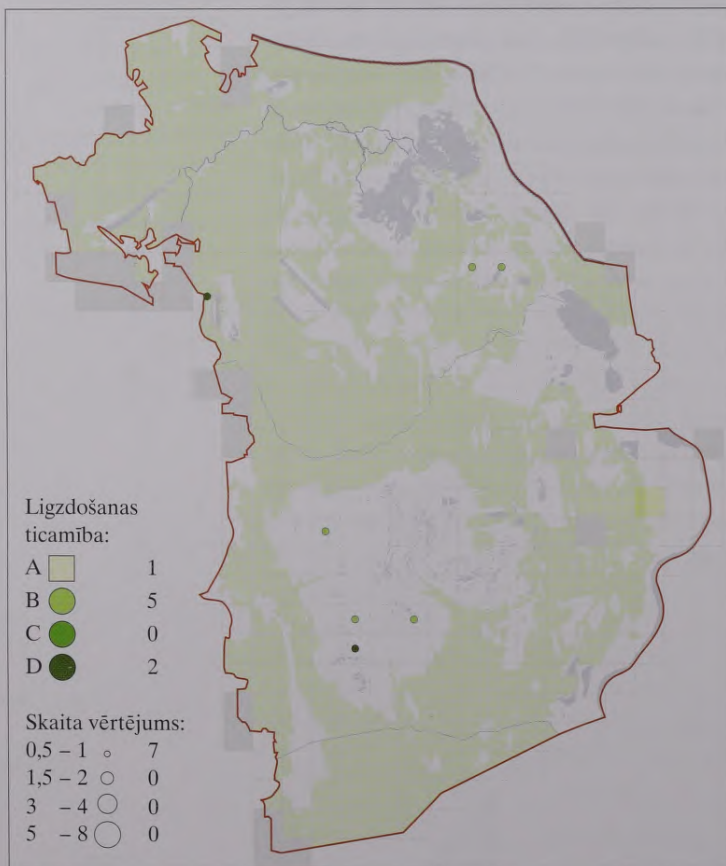 Ligzdošanas
ticamība:
A 1
B 5
C 0
D 2
Skaita vērtējums:
0,5 – 1 7
1,5 – 2 0
3 – 4 0
5 – 8 0